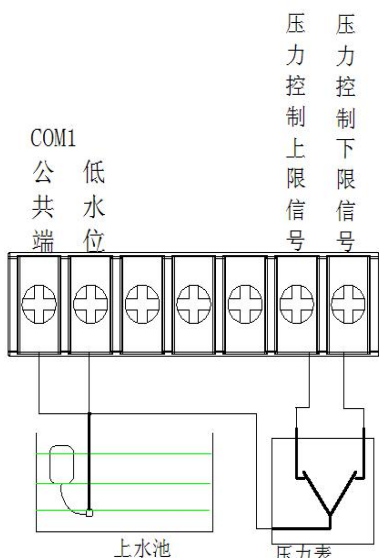 压力控制上限信号
压力控制下限信号
COM1
公共端
低水位
上水池
压力表